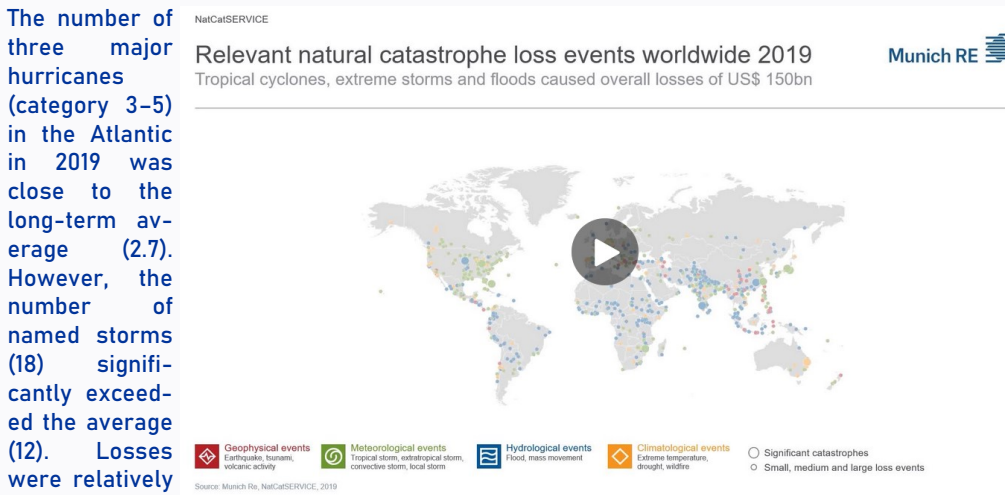 The number of
three major
hurricanes
(category 3–5)
in the Atlantic
in 2019 was
close to the
long-term av-
erage (2.7).
However, the
number of
named storms
(18) signifi-
cantly exceed-
ed the average
(12). Losses
were relatively
NatCatSERVICE
Relevant natural catastrophe loss events worldwide 2019
Tropical cyclones, extreme storms and floods caused overall losses of US$ 150bn
Munich RE
Geophysical events
Earthquake, tsunami,
volcanic activity
Meteorological events
Tropical storm, extratropical storm,
convective storm, local storm
Hydrological events
Flood, mass movement
Climatological events
Extreme temperature,
drought, wildfire
Significant catastrophes
Small, medium and large loss events
Source: Munich Re, NatCatSERVICE, 2019